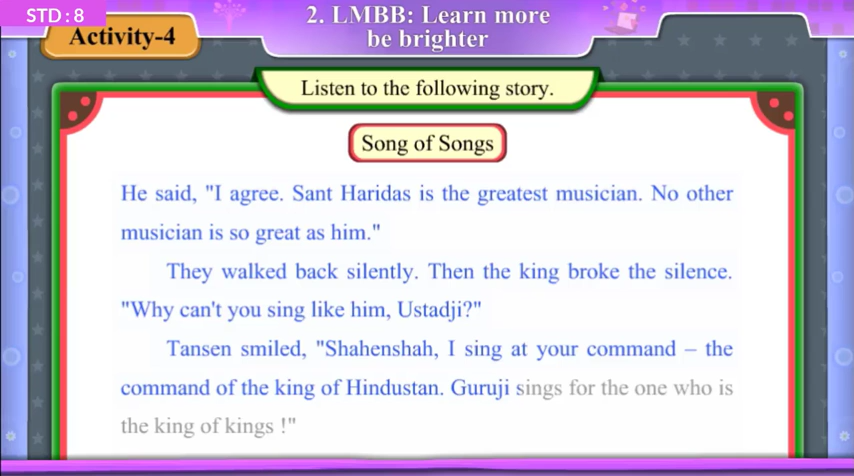 STD : 8
Activity-4
2. LMBB: Learn more
be brighter
Listen to the following story.
Song of Songs
He said, "I agree. Sant Haridas is the greatest musician. No other
musician is so great as him."
They walked back silently. Then the king broke the silence.
"Why can't you sing like him, Ustadji?"
Tansen smiled, "Shahenshah, I sing at your command – the
command of the king of Hindustan. Guruji sings for the one who is
the king of kings !"